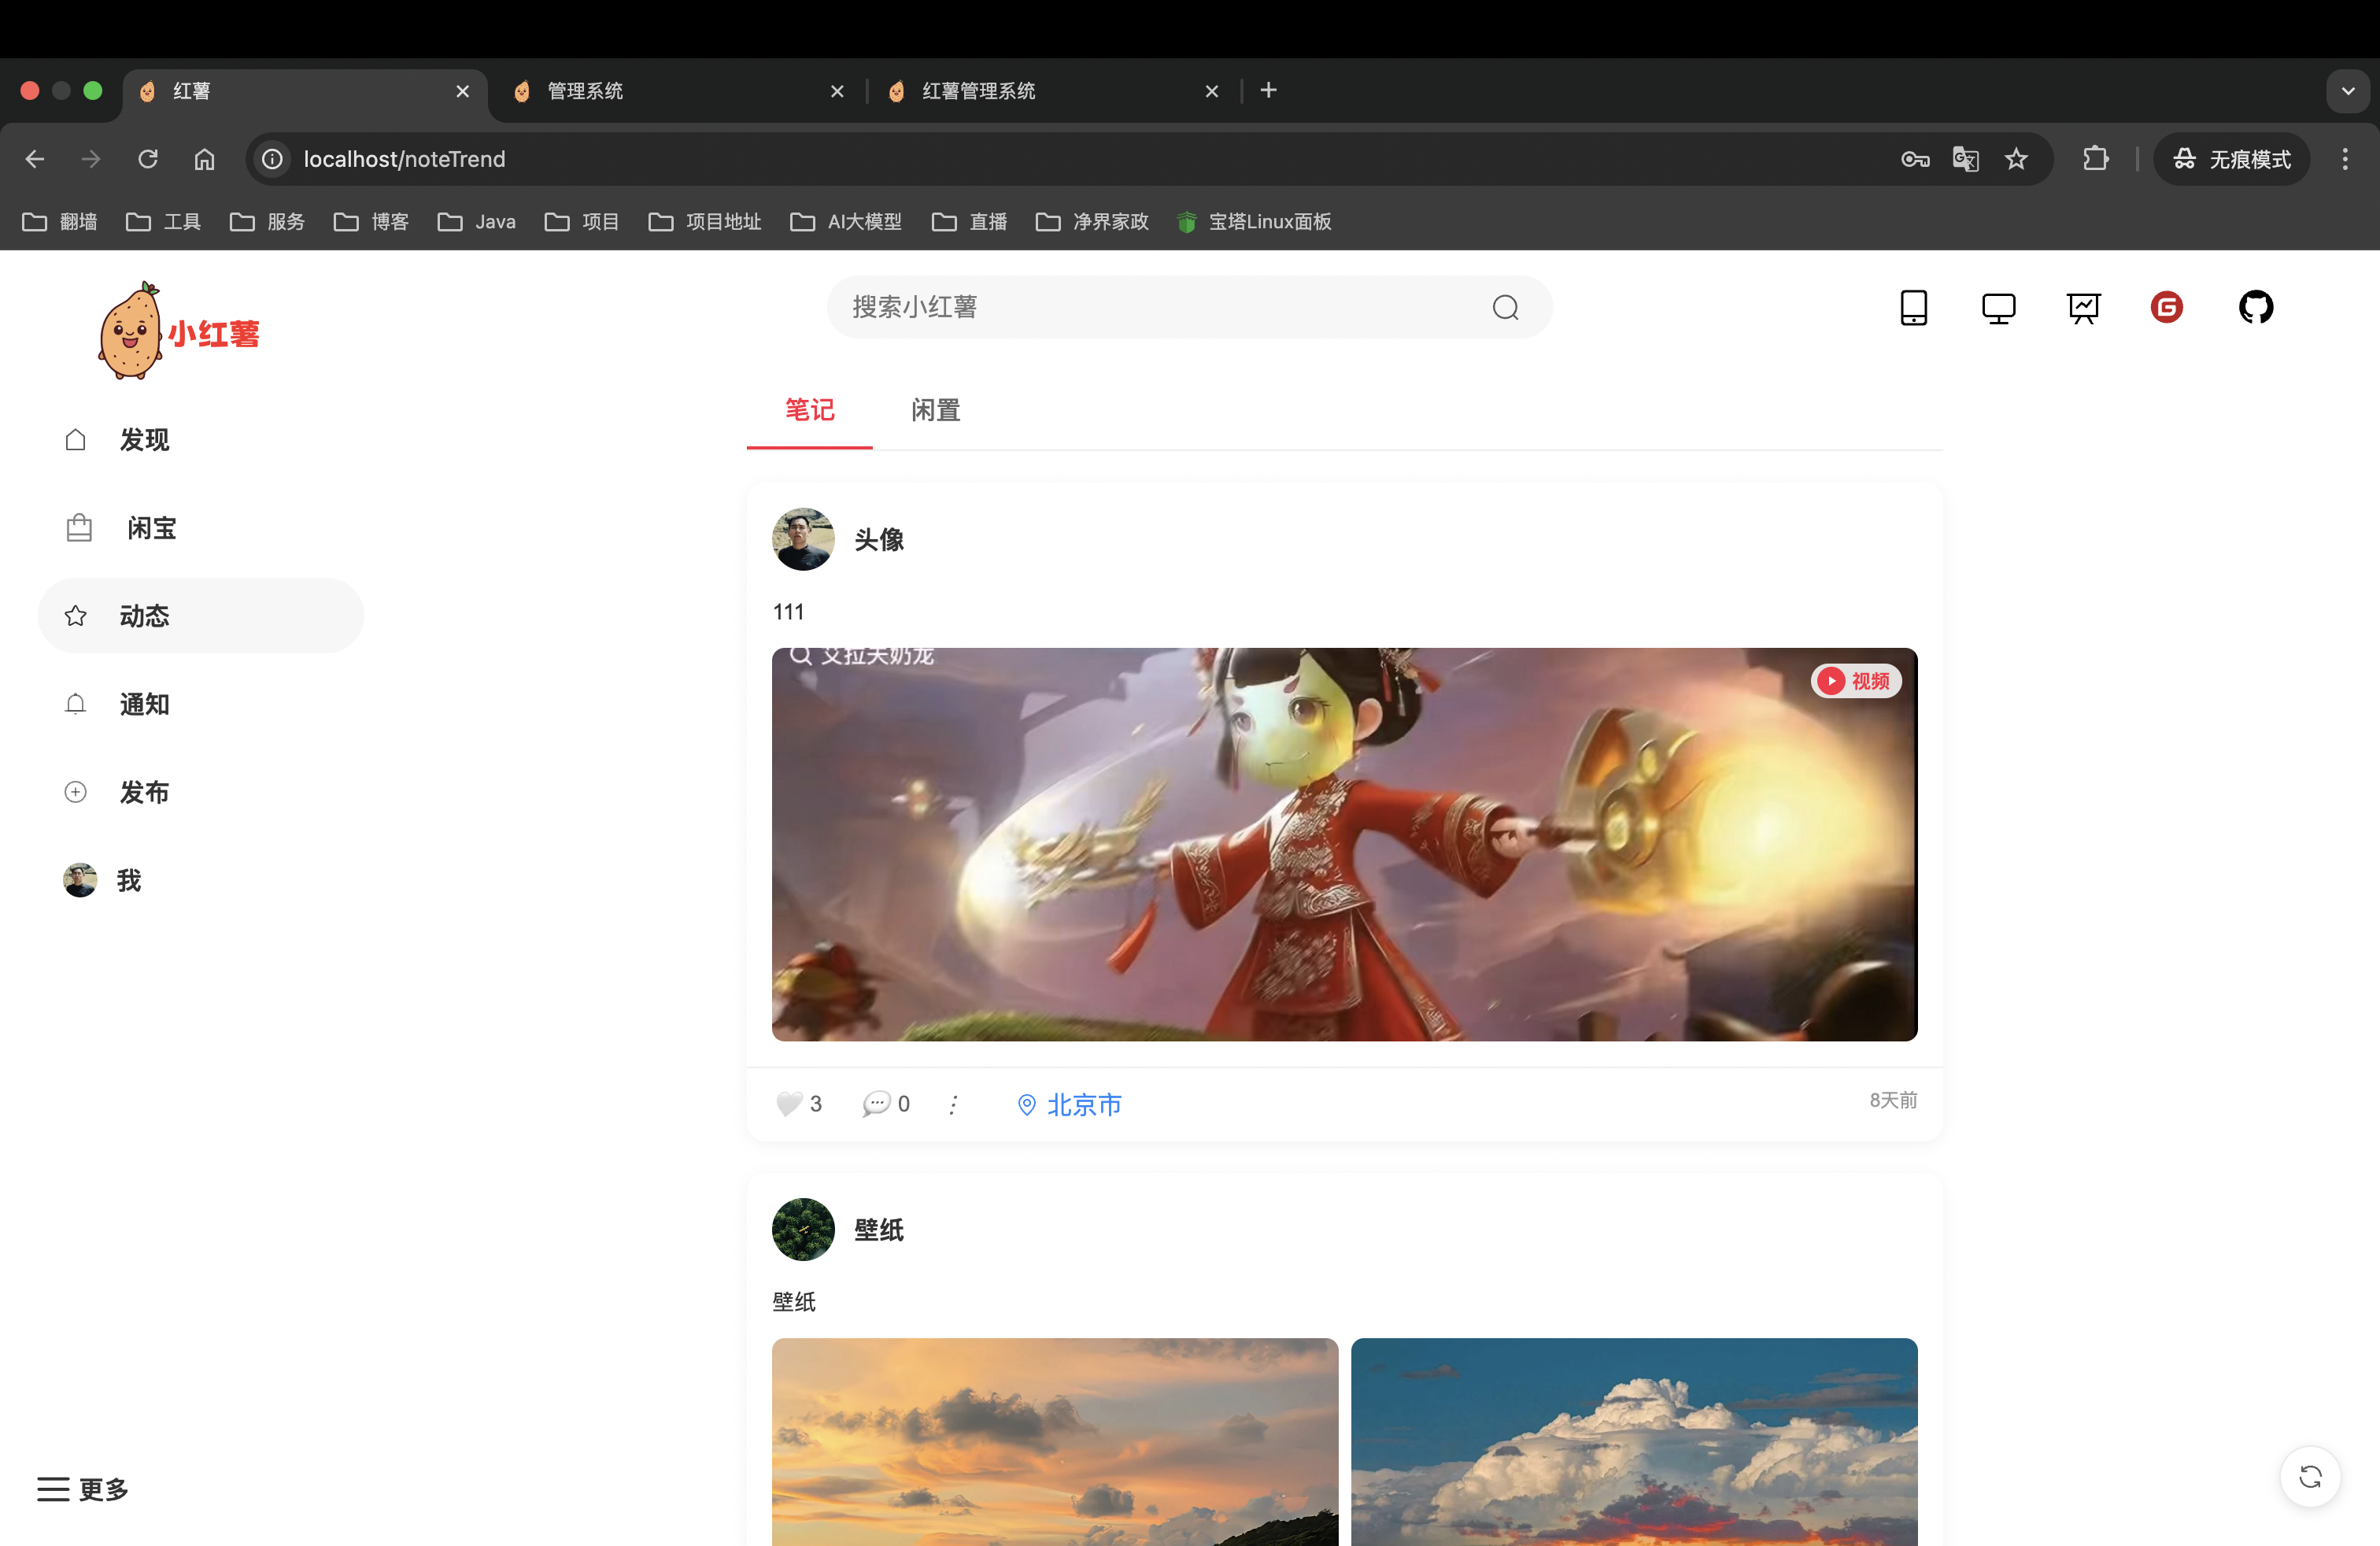 红薯
管理系统
红薯管理系统
localhost/noteTrend
无痕模式
翻墙
工具
服务
博客
Java
项目
项目地址
AI大模型
直播
净界家政
宝塔Linux面板
小红薯
搜索小红薯
发现
闲宝
动态
通知
发布
我
更多
笔记
闲置
头像
111
艾拉关奶龙
视频
3
0
北京市
8天前
壁纸
壁纸